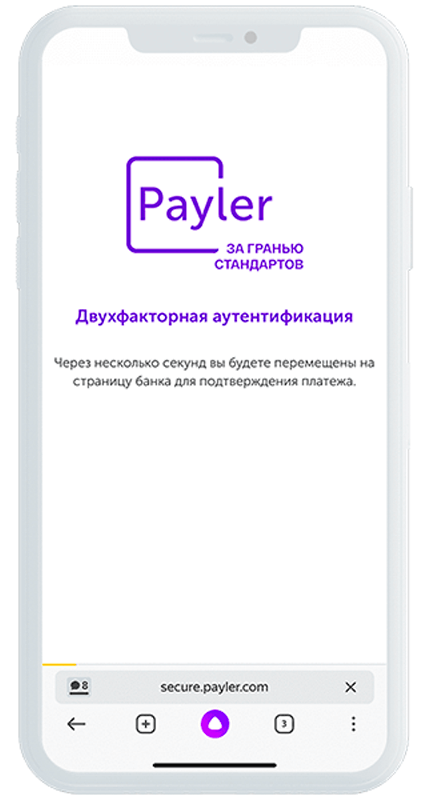 Payler
ЗА ГРАНЬЮ
СТАНДАРТОВ
Двухфакторная аутентификация
Через несколько секунд вы будете перемещены на
страницу банка для подтверждения платежа.
8
secure.payler.com
3